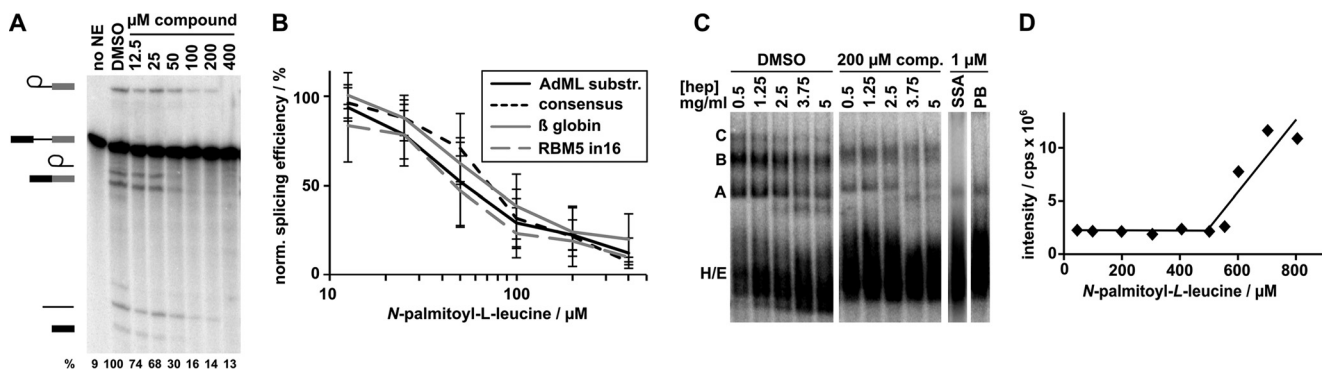 A
µM compound
no NE
DMSO
12.5
25
50
100
200
400
% 9 100 74 68 30 16 14 13
B
norm. splicing efficiency / %
100
50
0
10
100
AdML substr.
consensus
ß globin
RBM5 in16
N-palmitoyl-L-leucine / µM
C
DMSO
200 µM comp.
1 µM
[hep]
mg/ml
0.5
1.25
2.5
3.75
5
0.5
1.25
2.5
3.75
5
SSA
PB
C
B
A
H/E
D
intensity / cps x 10⁶
10
5
0
0 200 400 600 800
N-palmitoyl-L-leucine / µM